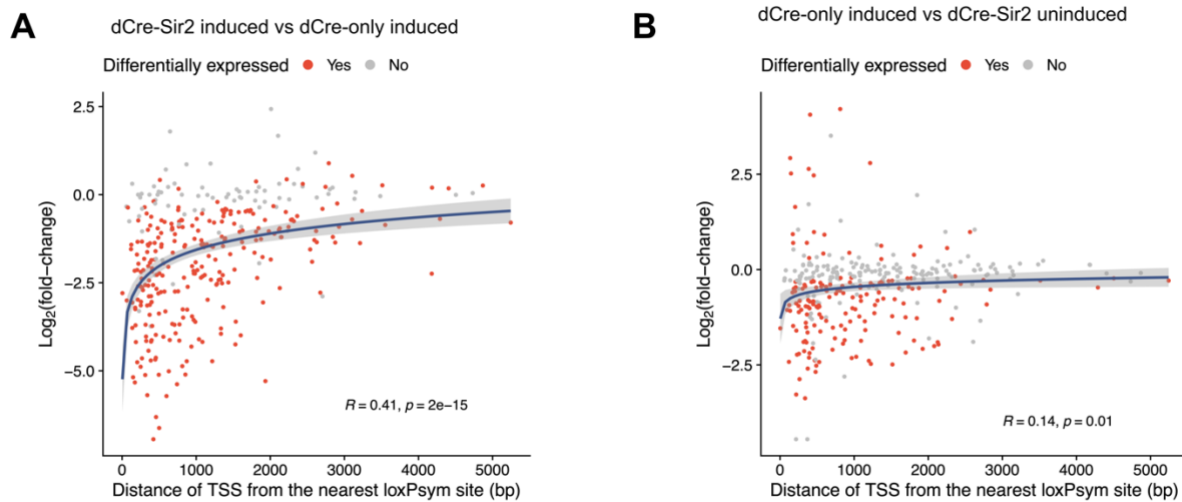 A
dCre-Sir2 induced vs dCre-only induced
Differentially expressed Yes No
Log2(fold−change)
2.5
0.0
−2.5
−5.0
R = 0.41, p = 2e−15
0 1000 2000 3000 4000 5000
Distance of TSS from the nearest loxPsym site (bp)
B
dCre-only induced vs dCre-Sir2 uninduced
Differentially expressed Yes No
Log2(fold−change)
2.5
0.0
−2.5
R = 0.14, p = 0.01
0 1000 2000 3000 4000 5000
Distance of TSS from the nearest loxPsym site (bp)